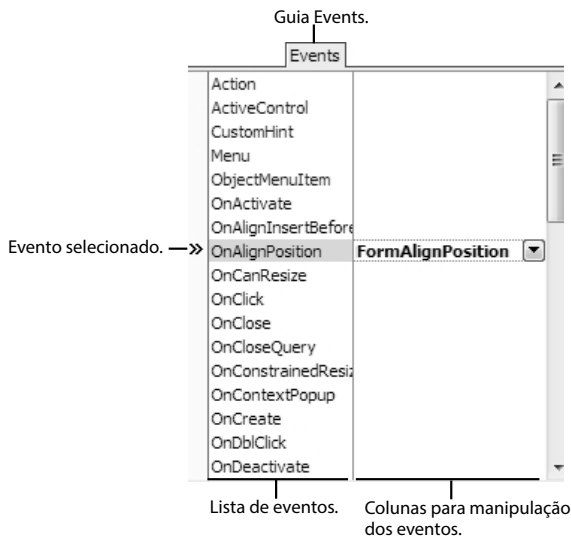 Guia Events.
Events
Action
ActiveControl
CustomHint
Menu
ObjectMenuItem
OnActivate
OnAlignInsertBefore
Evento selecionado.
OnAlignPosition FormAlignPosition
OnCanResize
OnClick
OnClose
OnCloseQuery
OnConstrainedResiz
OnContextPopup
OnCreate
OnDblClick
OnDeactivate
Lista de eventos.
Colunas para manipulação
dos eventos.